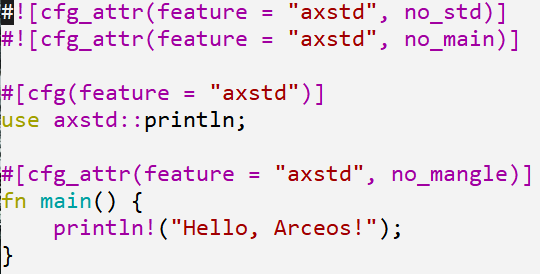 #![cfg_attr(feature = "axstd", no_std)]
#![cfg_attr(feature = "axstd", no_main)]
#[cfg(feature = "axstd")]
use axstd::println;
#[cfg_attr(feature = "axstd", no_mangle)]
fn main() {
    println!("Hello, Arceos!");
}